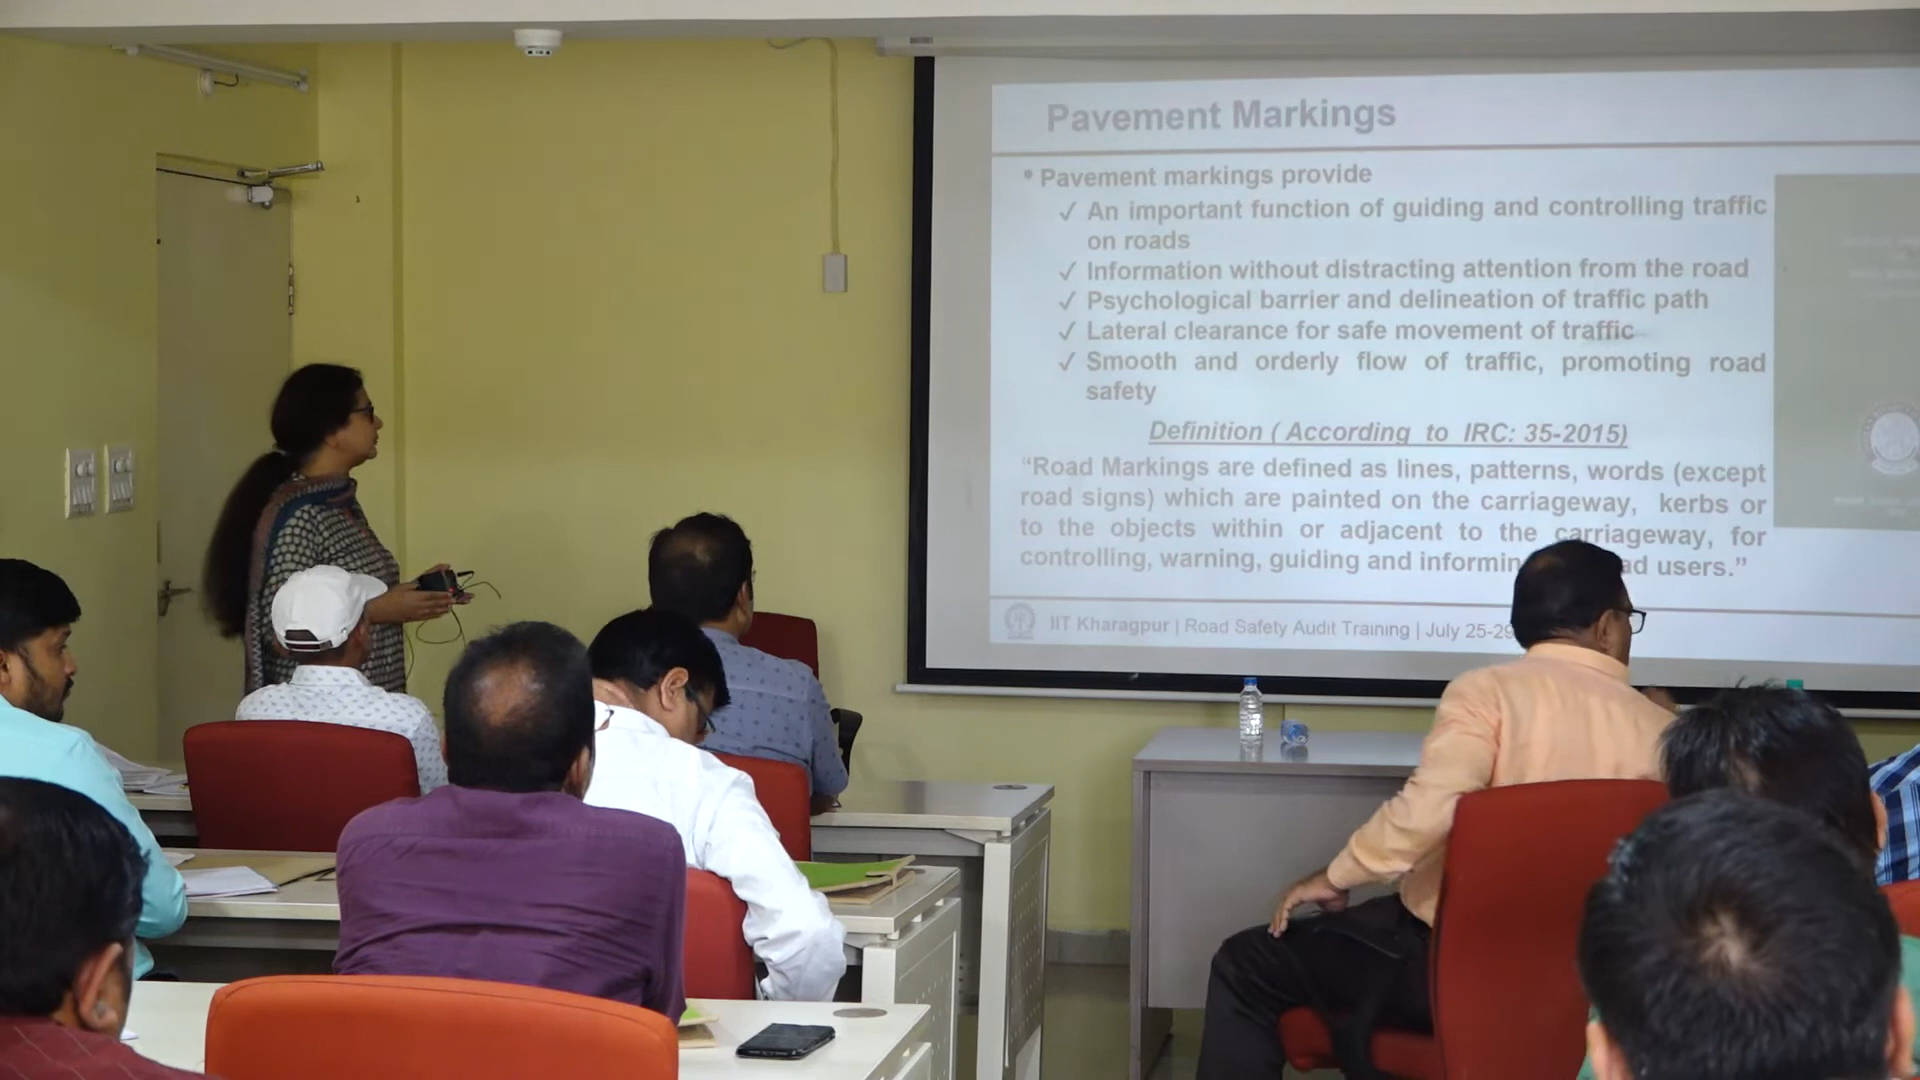 Pavement Markings
• Pavement markings provide
✓ An important function of guiding and controlling traffic
on roads
✓ Information without distracting attention from the road
✓ Psychological barrier and delineation of traffic path
✓ Lateral clearance for safe movement of traffic
✓ Smooth and orderly flow of traffic, promoting road
safety
Definition ( According to IRC: 35-2015)
“Road Markings are defined as lines, patterns, words (except
road signs) which are painted on the carriageway, kerbs or
to the objects within or adjacent to the carriageway, for
controlling, warning, guiding and users.”
IIT Kharagpur | Road Safety Audit Training | July 25-29